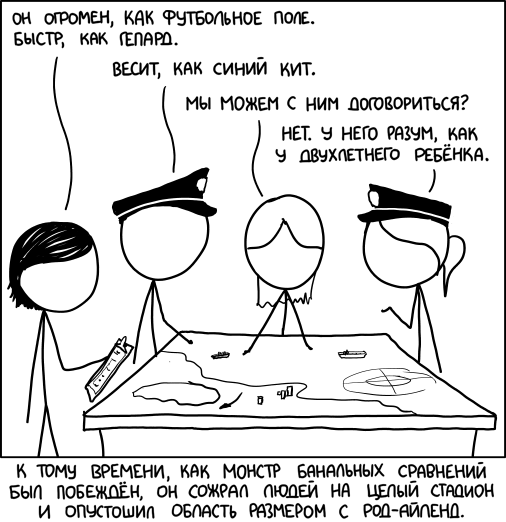 ОН ОГРОМЕН, КАК ФУТБОЛЬНОЕ ПОЛЕ.
БЫСТР, КАК ГЕПАРД.
ВЕСИТ, КАК СИНИЙ КИТ.
МЫ МОЖЕМ С НИМ ДОГОВОРИТЬСЯ?
НЕТ. У НЕГО РАЗУМ, КАК
У ДВУХЛЕТНЕГО РЕБЁНКА.
К ТОМУ ВРЕМЕНИ, КАК МОНСТР БАНАЛЬНЫХ СРАВНЕНИЙ
БЫЛ ПОБЕЖДЁН, ОН СОЖРАЛ ЛЮДЕЙ НА ЦЕЛЫЙ СТАДИОН
И ОПУСТОШИЛ ОБЛАСТЬ РАЗМЕРОМ С РОД-АЙЛЕНД.